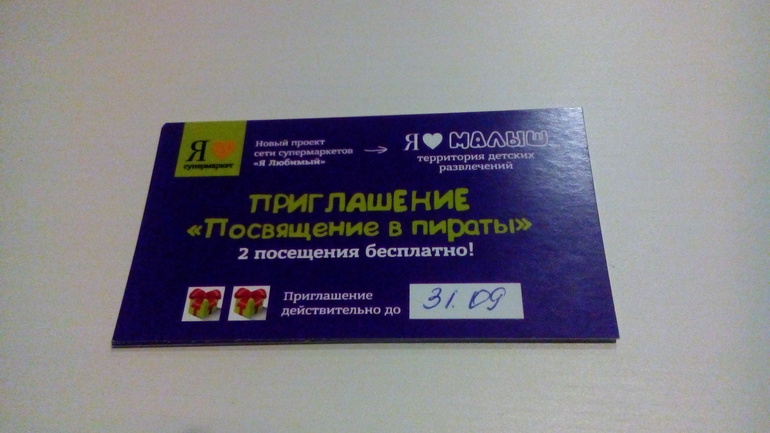 Я
супермаркет
Новый проект
сети супермаркетов
«Я Любимый»
Я МАЛЫШ
территория детских
развлечений
ПРИГЛАШЕНИЕ
«Посвящение в пираты»
2 посещения бесплатно!
Приглашение
действительно до
31.09